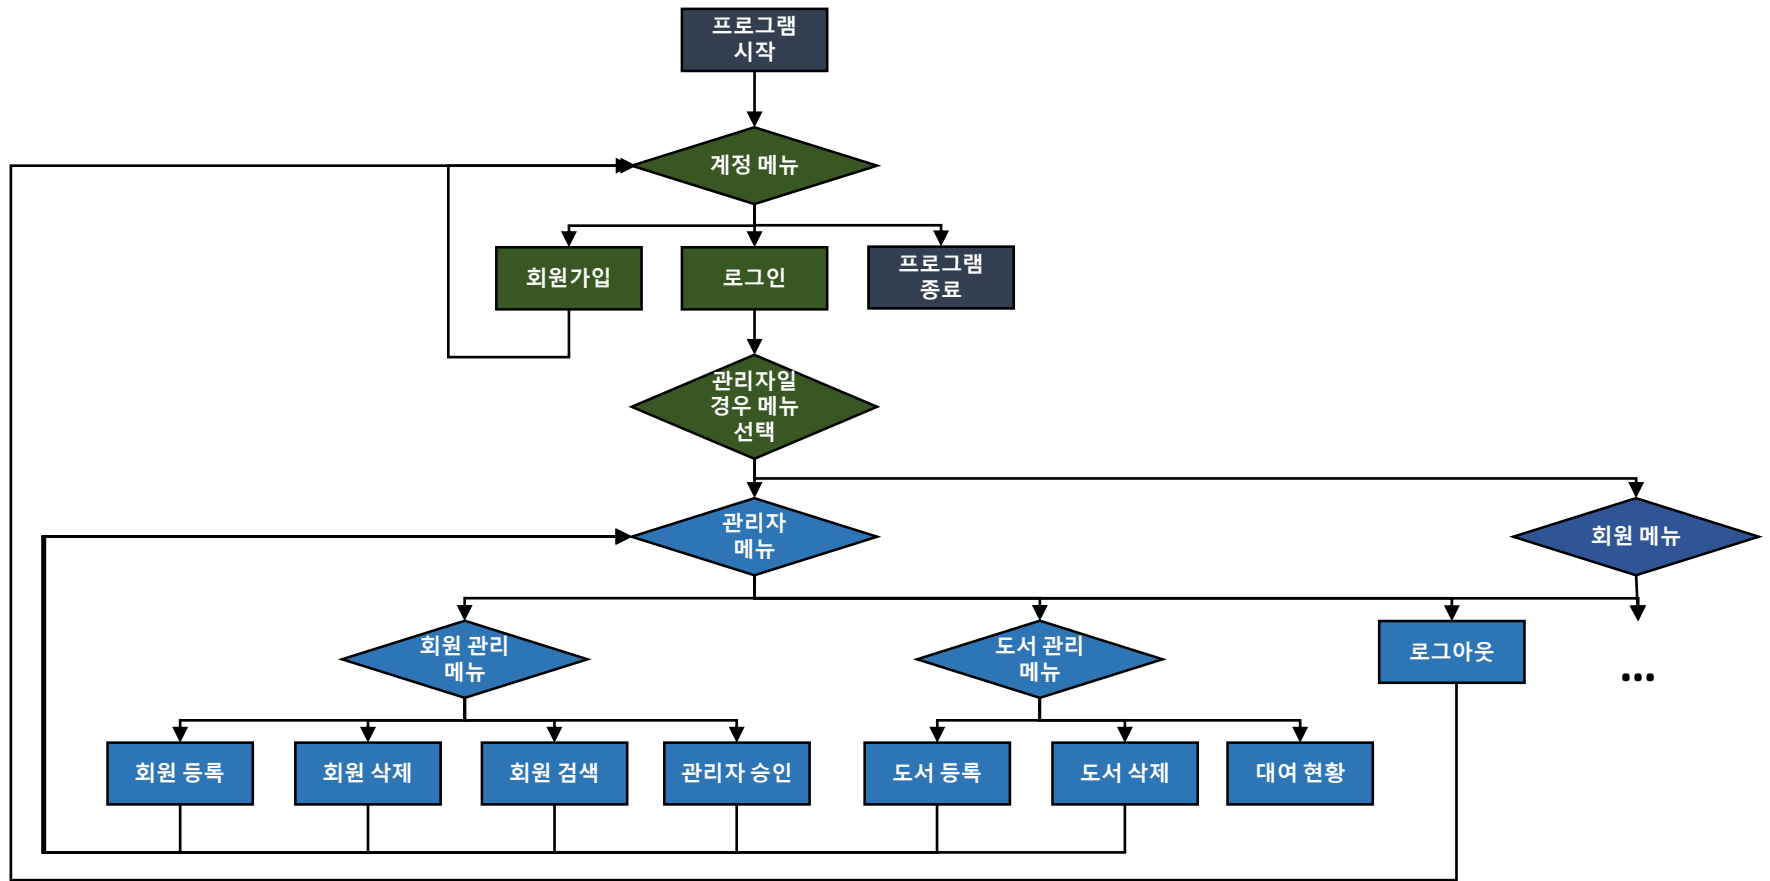 프로그램
시작
계정 메뉴
회원가입
로그인
프로그램
종료
관리자일
경우 메뉴
선택
관리자
메뉴
회원 메뉴
회원 관리
메뉴
도서 관리
메뉴
로그아웃
...
회원 등록
회원 삭제
회원 검색
관리자 승인
도서 등록
도서 삭제
대여 현황